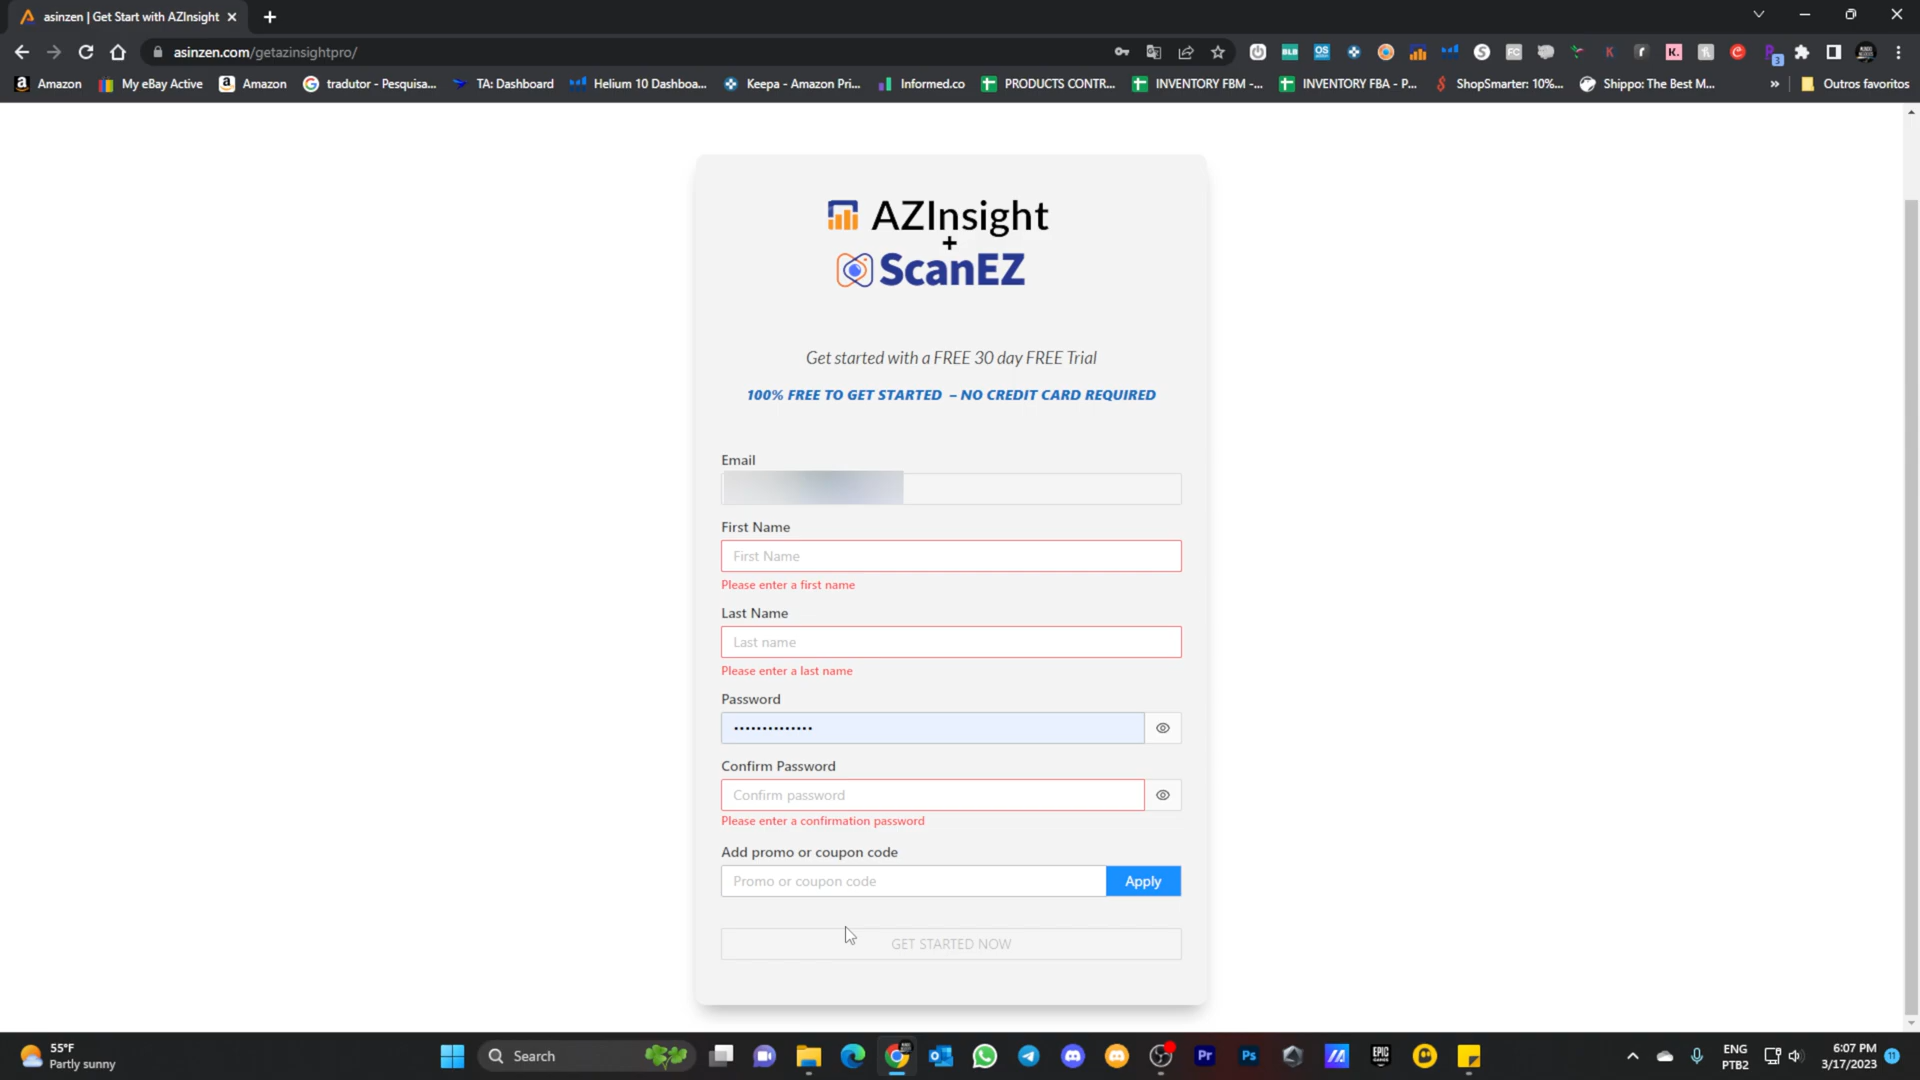 asinzen | Get Start with AZInsight
asinzen.com/getazinsightpro/
Amazon
My eBay Active
Amazon
tradutor - Pesquisa...
TA: Dashboard
Helium 10 Dashboa...
Keepa - Amazon Pri...
Informed.co
PRODUCTS CONTR...
INVENTORY FBM -...
INVENTORY FBA - P...
ShopSmarter: 10%...
Shippo: The Best M...
»
Outros favoritos
AZInsight
+
ScanEZ
Get started with a FREE 30 day FREE Trial
100% FREE TO GET STARTED – NO CREDIT CARD REQUIRED
Email
First Name
First Name
Please enter a first name
Last Name
Last name
Please enter a last name
Password
••••••••••••••
Confirm Password
Confirm password
Please enter a confirmation password
Add promo or coupon code
Promo or coupon code
Apply
GET STARTED NOW
55°F
Partly sunny
Search
Pr
Ps
EPIC
GAMES
ENG
PTB2
6:07 PM
3/17/2023
11